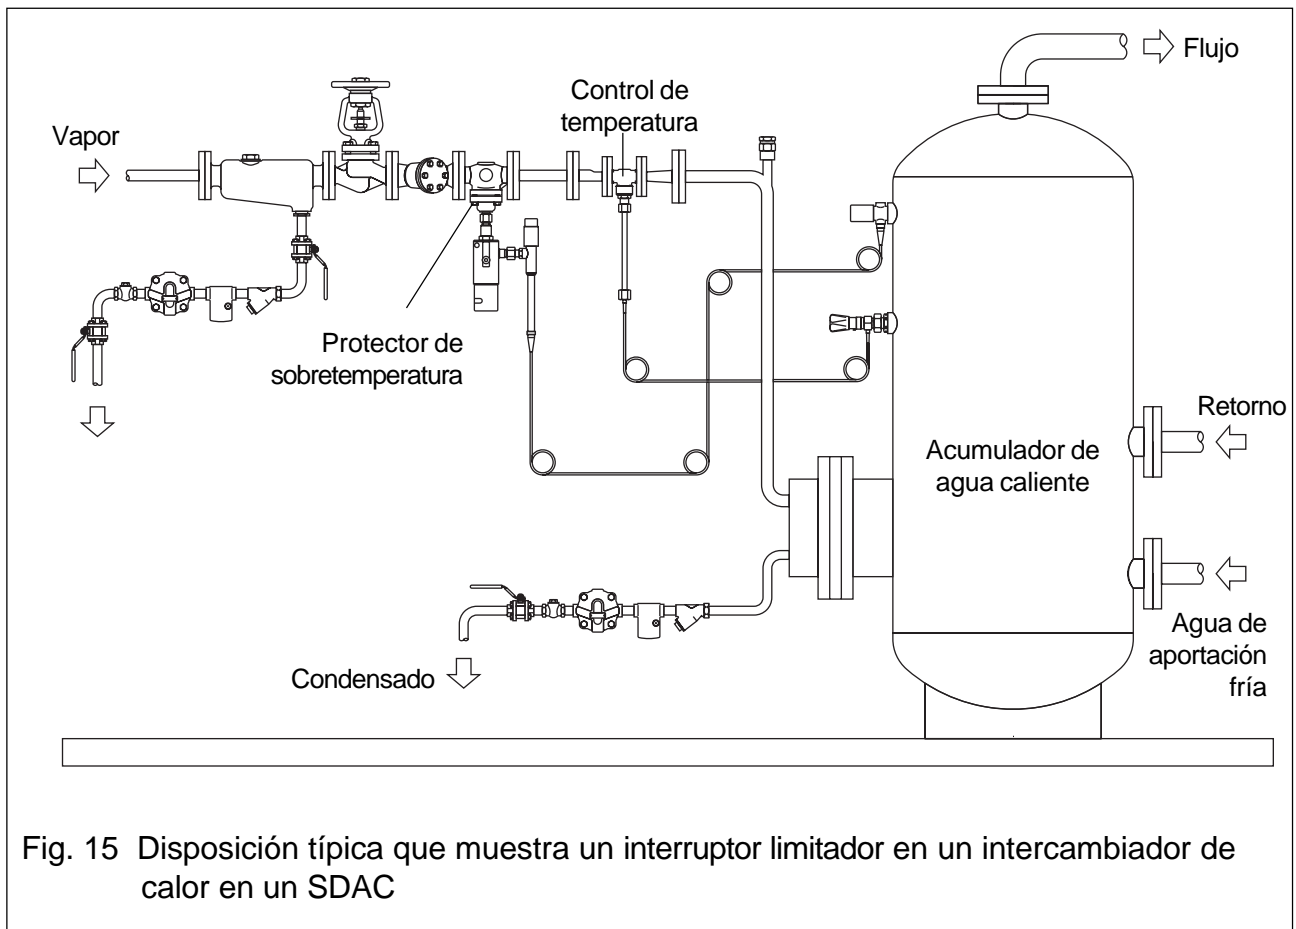 Flujo
Control de
temperatura
Vapor
Protector de
sobretemperatura
Retorno
Acumulador de
agua caliente
Agua de
aportación
fría
Condensado
Fig. 15 Disposición típica que muestra un interruptor limitador en un intercambiador de
calor en un SDAC